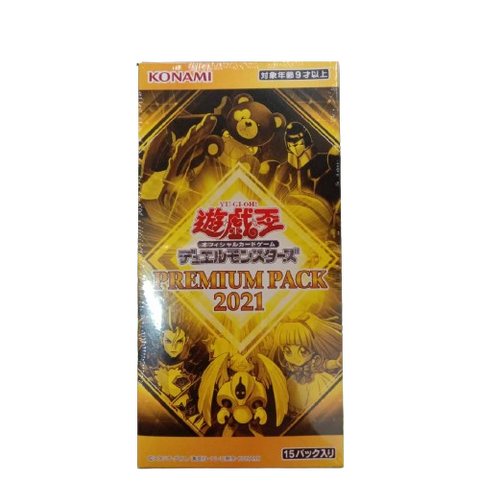 KONAMI
対象年齢9才以上
YU-GI-OH!
遊戯王
オフィシャルカードゲーム
デュエルモンスターズ
PREMIUM PACK
2021
15パック入り